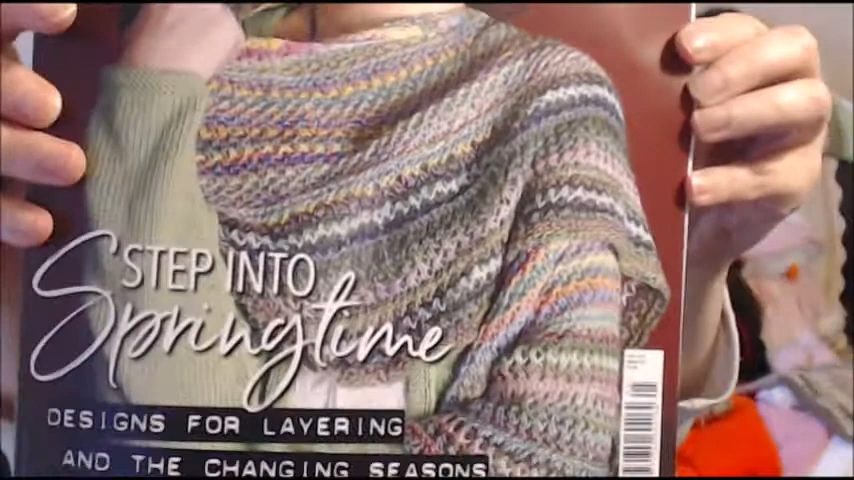 STEP INTO
Springtime
DESIGNS FOR LAYERING
AND THE CHANGING SEASONS